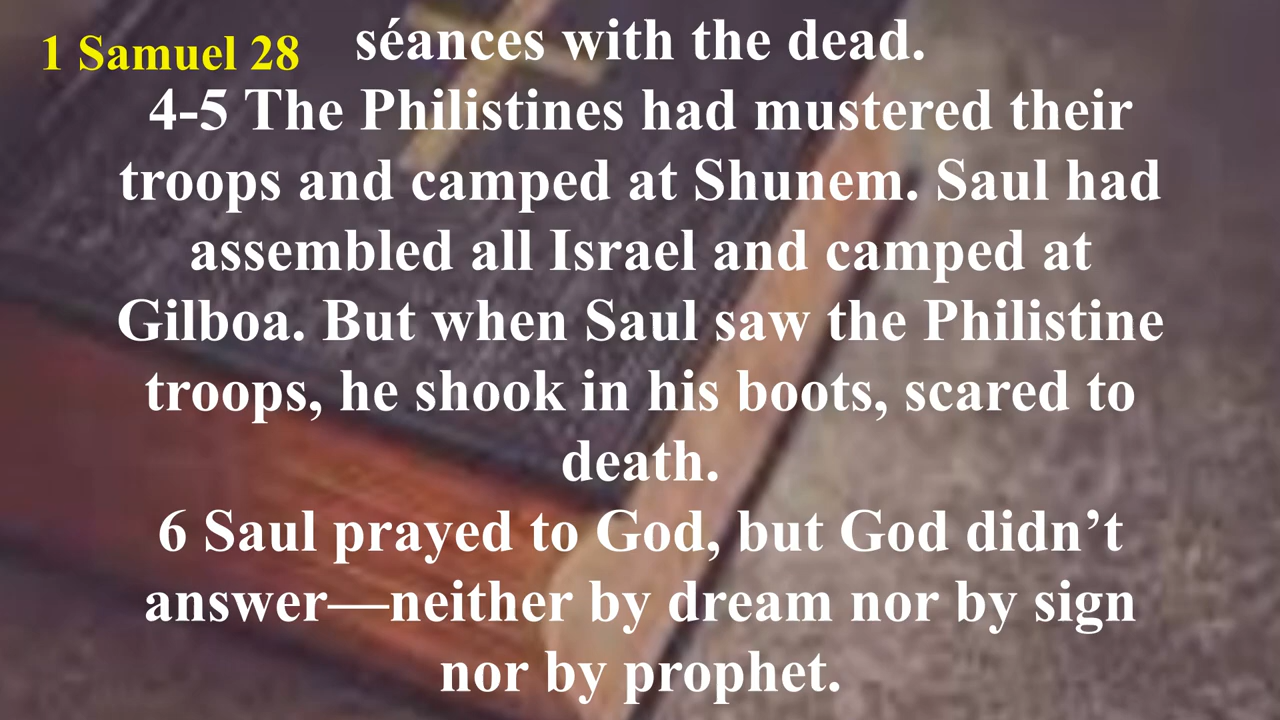 1 Samuel 28
séances with the dead.
4-5 The Philistines had mustered their
troops and camped at Shunem. Saul had
assembled all Israel and camped at
Gilboa. But when Saul saw the Philistine
troops, he shook in his boots, scared to
death.
6 Saul prayed to God, but God didn’t
answer—neither by dream nor by sign
nor by prophet.